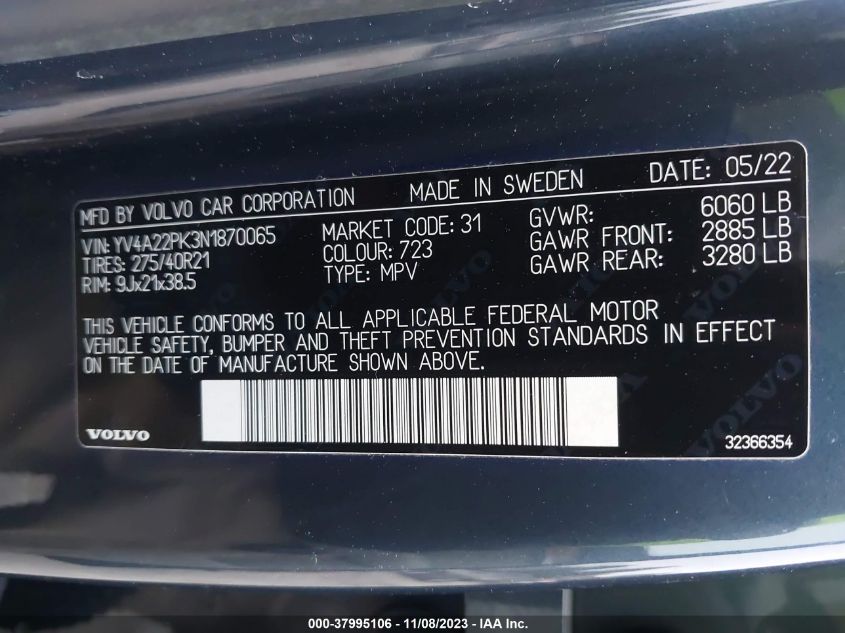 MFD BY VOLVO CAR CORPORATION MADE IN SWEDEN DATE: 05/22
VIN: YV4A22PK3N1870065 MARKET CODE: 31 GVWR: 6060 LB
TIRES: 275/40R21 COLOUR: 723 GAWR FRONT: 2885 LB
RIM: 9Jx21x38.5 TYPE: MPV GAWR REAR: 3280 LB
THIS VEHICLE CONFORMS TO ALL APPLICABLE FEDERAL MOTOR
VEHICLE SAFETY, BUMPER AND THEFT PREVENTION STANDARDS IN EFFECT
ON THE DATE OF MANUFACTURE SHOWN ABOVE.
VOLVO 32366354
000-37995106 - 11/08/2023 - IAA Inc.